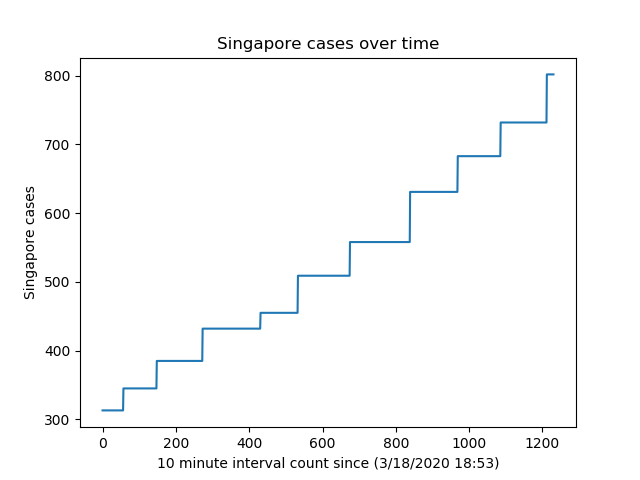 Singapore cases over time
800
700
600
500
400
300
Singapore cases
0 200 400 600 800 1000 1200
10 minute interval count since (3/18/2020 18:53)